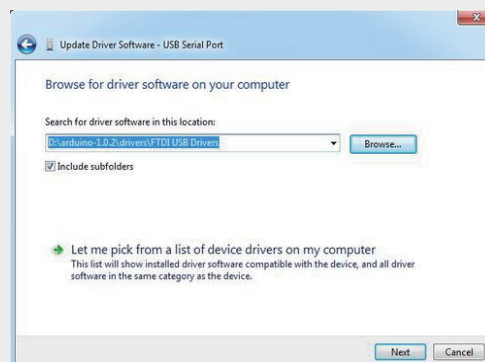 Update Driver Software - USB Serial Port
Browse for driver software on your computer
Search for driver software in this location:
D:\arduino-1.0.2\drivers\FTDI USB Drivers
Browse...
Include subfolders
Let me pick from a list of device drivers on my computer
This list will show installed driver software compatible with the device, and all driver
software in the same category as the device.
Next Cancel